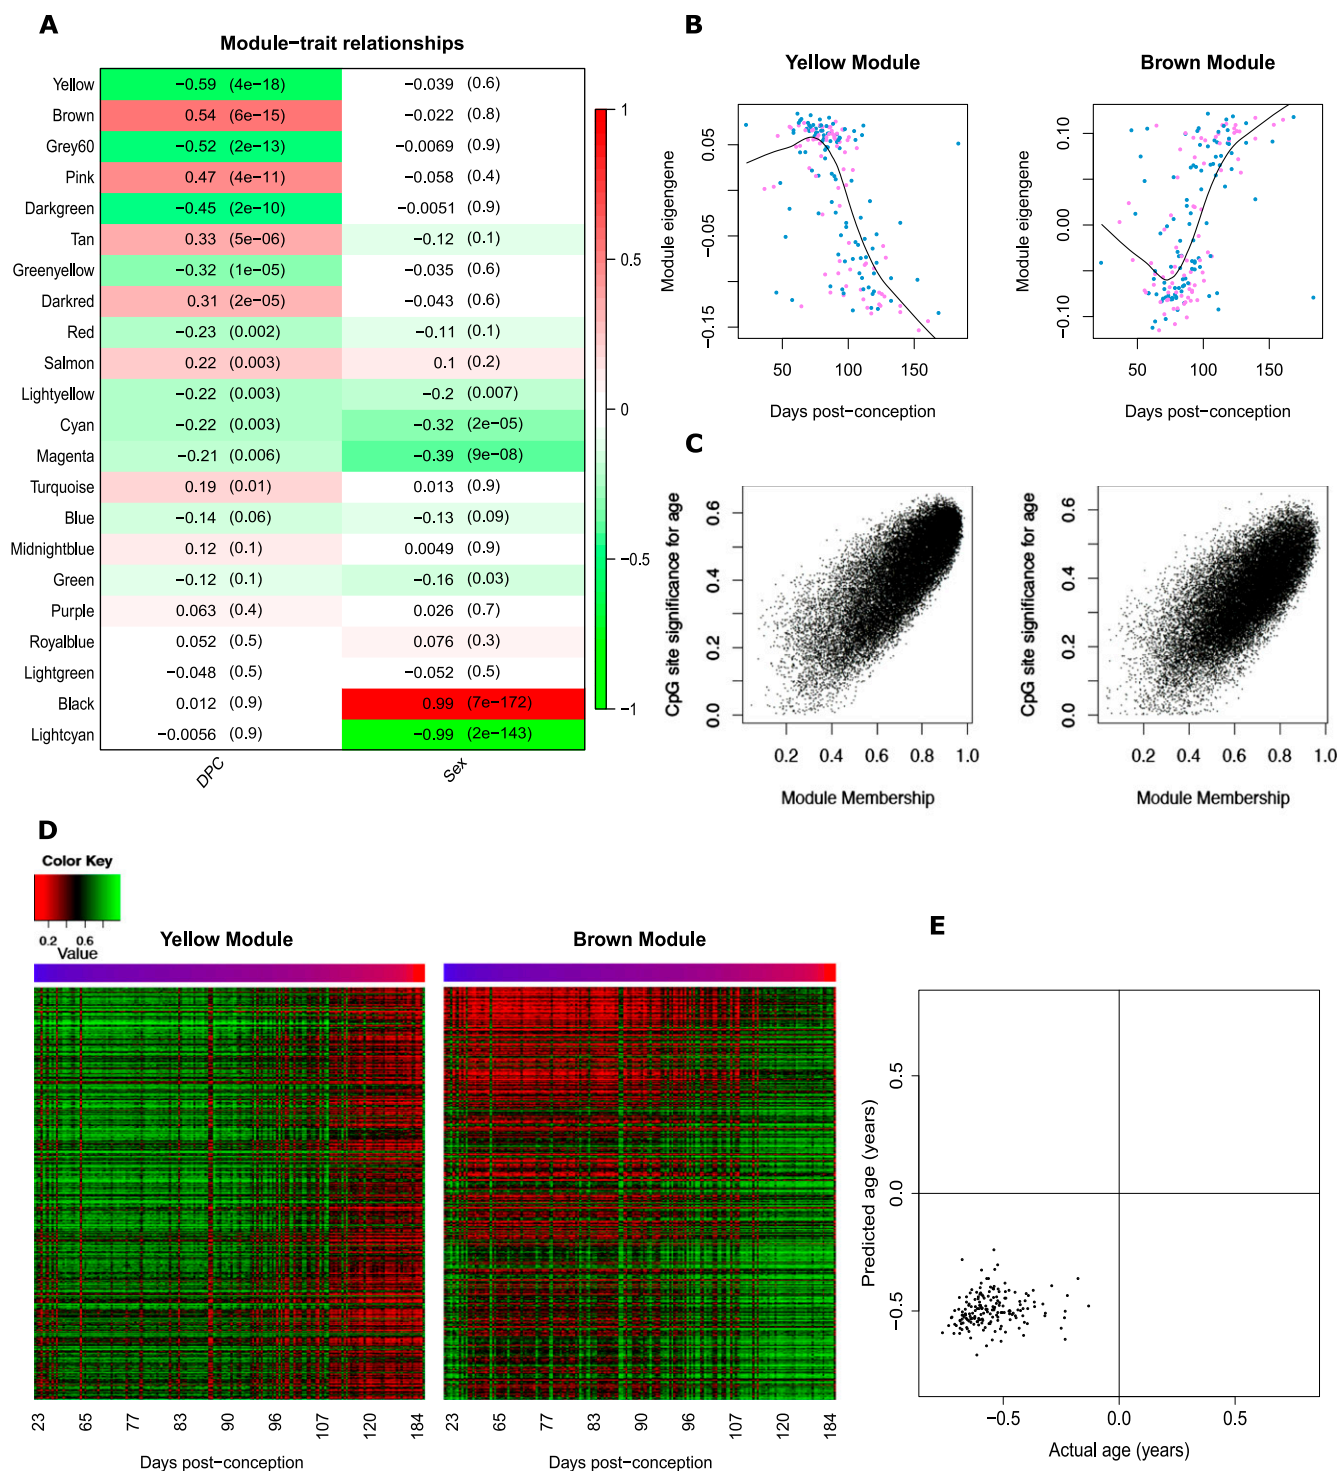 A
Module−trait relationships
Yellow −0.59 (4e−18) −0.039 (0.6)
Brown 0.54 (6e−15) −0.022 (0.8)
Grey60 −0.52 (2e−13) −0.0069 (0.9)
Pink 0.47 (4e−11) −0.058 (0.4)
Darkgreen −0.45 (2e−10) −0.0051 (0.9)
Tan 0.33 (5e−06) −0.12 (0.1)
Greenyellow −0.32 (1e−05) −0.035 (0.6)
Darkred 0.31 (2e−05) −0.043 (0.6)
Red −0.23 (0.002) −0.11 (0.1)
Salmon 0.22 (0.003) 0.1 (0.2)
Lightyellow −0.22 (0.003) −0.2 (0.007)
Cyan −0.22 (0.003) −0.32 (2e−05)
Magenta −0.21 (0.006) −0.39 (9e−08)
Turquoise 0.19 (0.01) 0.013 (0.9)
Blue −0.14 (0.06) −0.13 (0.09)
Midnightblue 0.12 (0.1) 0.0049 (0.9)
Green −0.12 (0.1) −0.16 (0.03)
Purple 0.063 (0.4) 0.026 (0.7)
Royalblue 0.052 (0.5) 0.076 (0.3)
Lightgreen −0.048 (0.5) −0.052 (0.5)
Black 0.012 (0.9) 0.99 (7e−172)
Lightcyan −0.0056 (0.9) −0.99 (2e−143)
DPC Sex
1
0.5
0
−0.5
−1
B
Yellow Module
Module eigengene
0.05
−0.05
−0.15
50 100 150
Days post−conception
Brown Module
Module eigengene
0.10
0.00
−0.10
50 100 150
Days post−conception
C
CpG site significance for age
0.6
0.4
0.2
0.0
0.2 0.4 0.6 0.8 1.0
Module Membership
CpG site significance for age
0.6
0.4
0.2
0.0
0.2 0.4 0.6 0.8 1.0
Module Membership
D
Color Key
0.2 0.6
Value
Yellow Module
23 65 77 83 90 96 107 120 184
Days post−conception
Brown Module
23 65 77 83 90 96 107 120 184
Days post−conception
E
Predicted age (years)
0.5
0.0
−0.5
−0.5 0.0 0.5
Actual age (years)